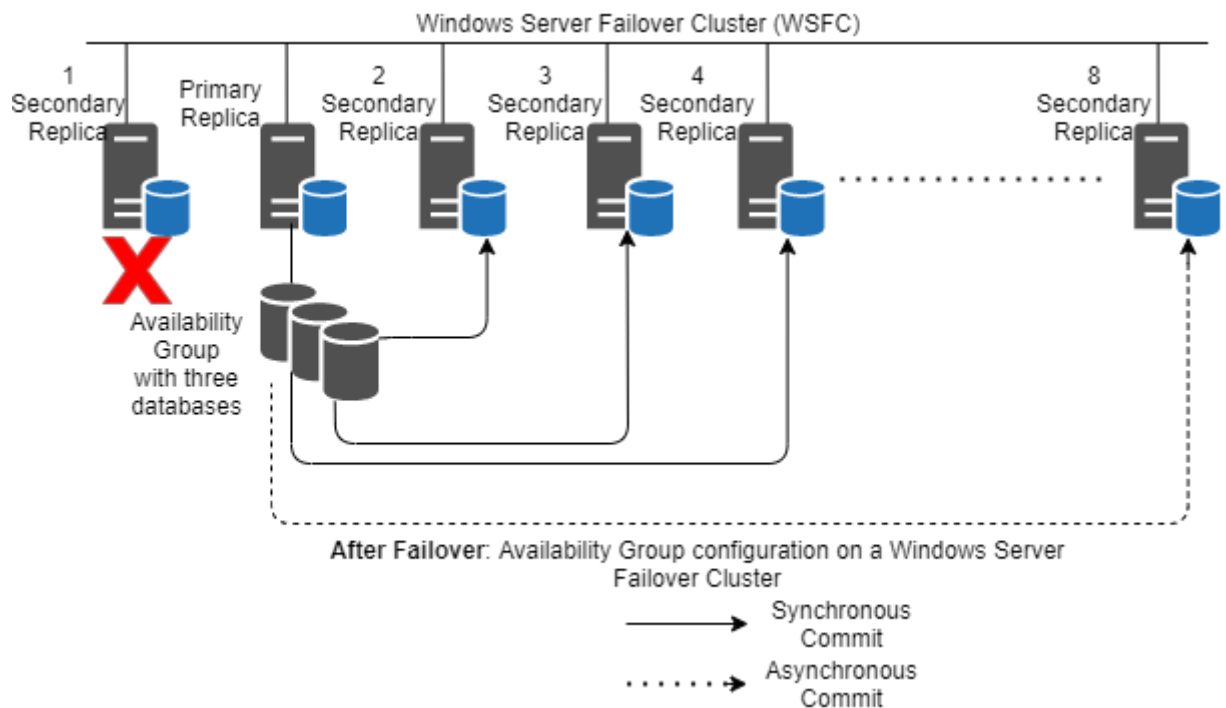 Windows Server Failover Cluster (WSFC)
1
Secondary
Replica
Primary
Replica
2
Secondary
Replica
3
Secondary
Replica
4
Secondary
Replica
8
Secondary
Replica
Availability
Group
with three
databases
After Failover: Availability Group configuration on a Windows Server
Failover Cluster
Synchronous
Commit
Asynchronous
Commit